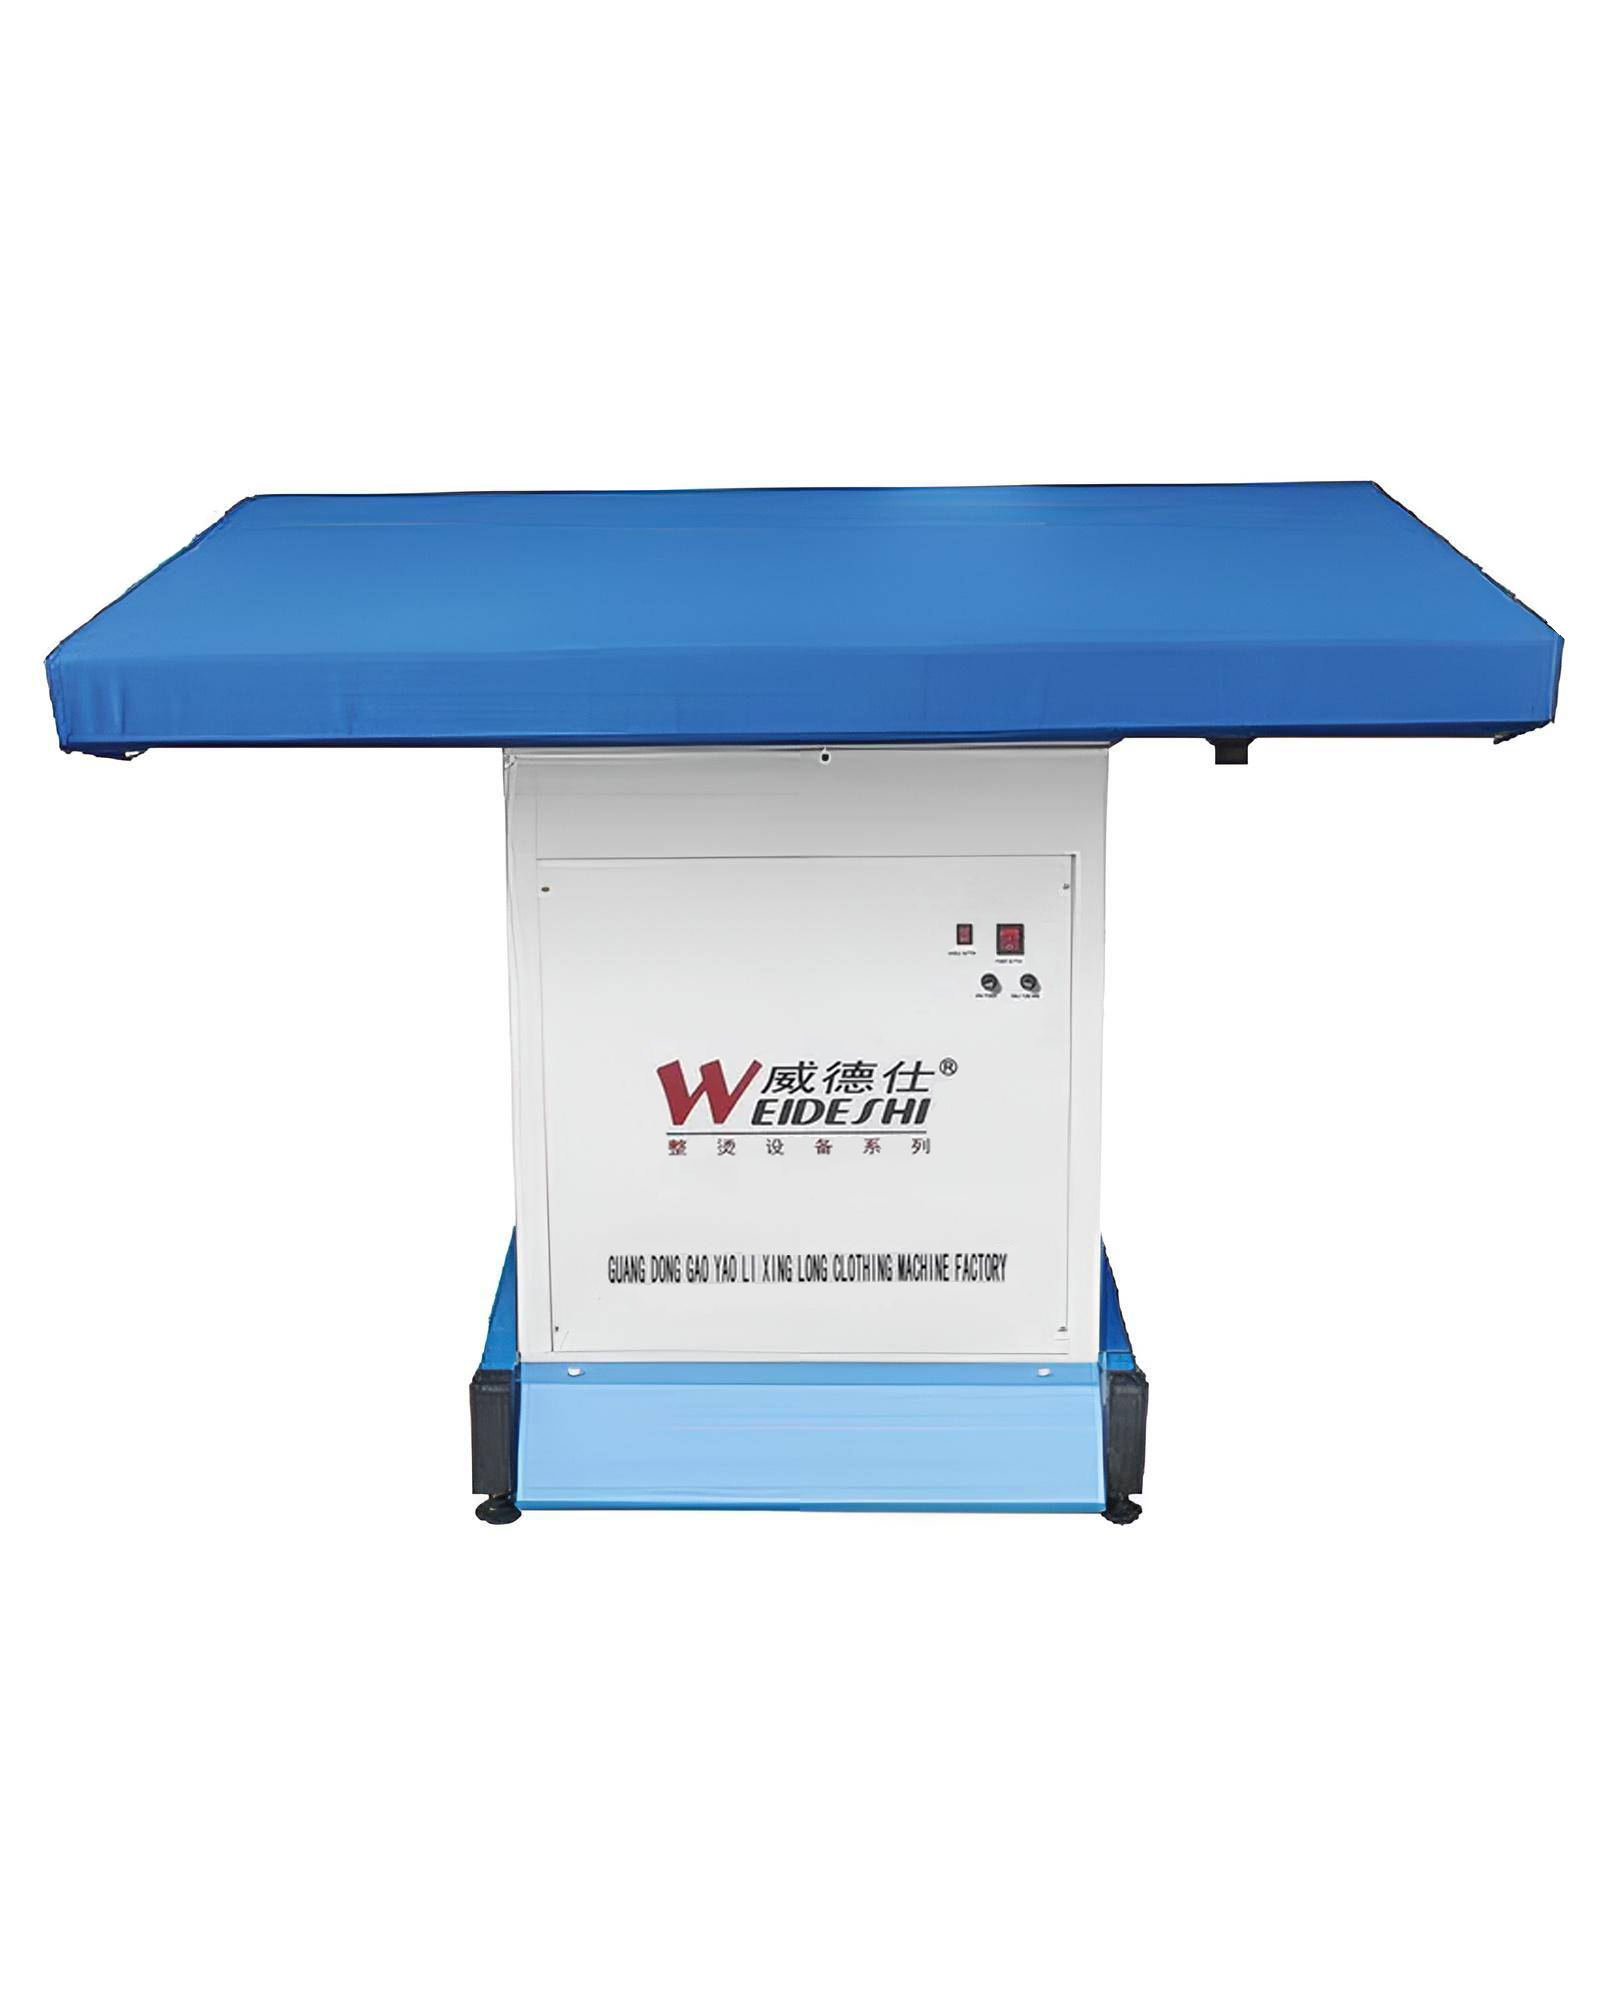 威德仕®
WEIDESHI
整烫设备系列
GUANG DONG GAO YAO LI XING LONG CLOTHING MACHINE FACTORY